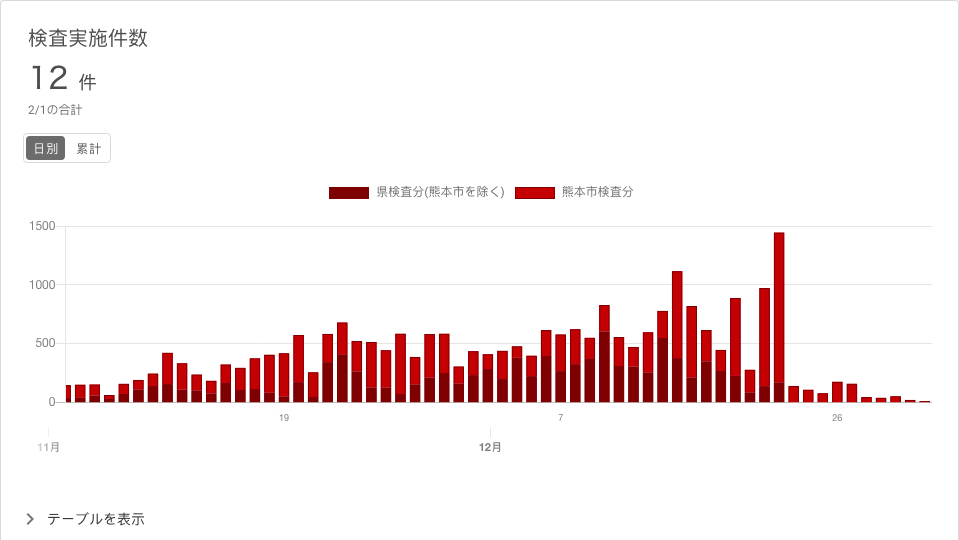 検査実施件数
12 件
2/1の合計
日別 累計
県検査分(熊本市を除く) 熊本市検査分
1500
1000
500
0
19 7 26
11月 12月
テーブルを表示